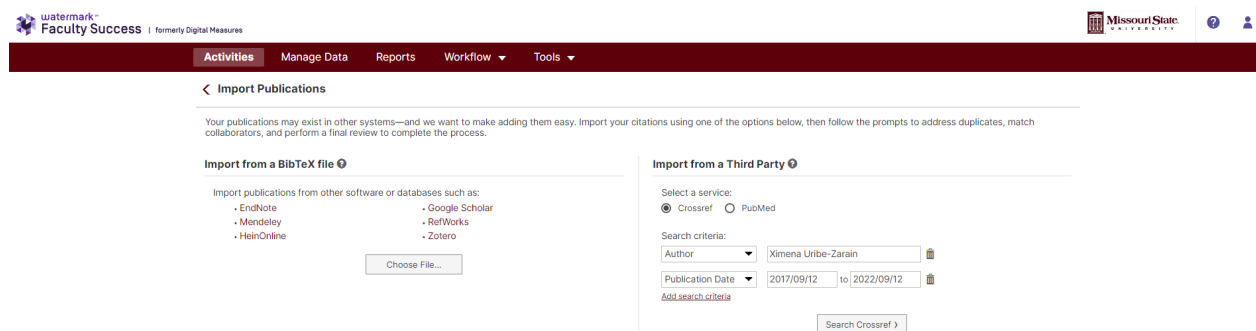 watermark™
Faculty Success | formerly Digital Measures
Missouri State.
UNIVERSITY
Activities Manage Data Reports Workflow Tools
Import Publications
Your publications may exist in other systems—and we want to make adding them easy. Import your citations using one of the options below, then follow the prompts to address duplicates, match
collaborators, and perform a final review to complete the process.
Import from a BibTeX file ?
Import publications from other software or databases such as:
• EndNote
• Mendeley
• HeinOnline
• Google Scholar
• RefWorks
• Zotero
Choose File...
Import from a Third Party ?
Select a service:
Crossref PubMed
Search criteria:
Author Ximena Uribe-Zarain
Publication Date 2017/09/12 to 2022/09/12
Add search criteria
Search Crossref ›